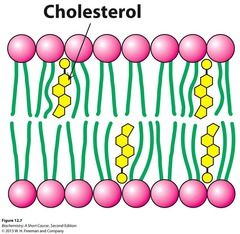 Cholesterol
Figure 12.7
Biochemistry: A Short Course, Second Edition
© 2013 W. H. Freeman and Company